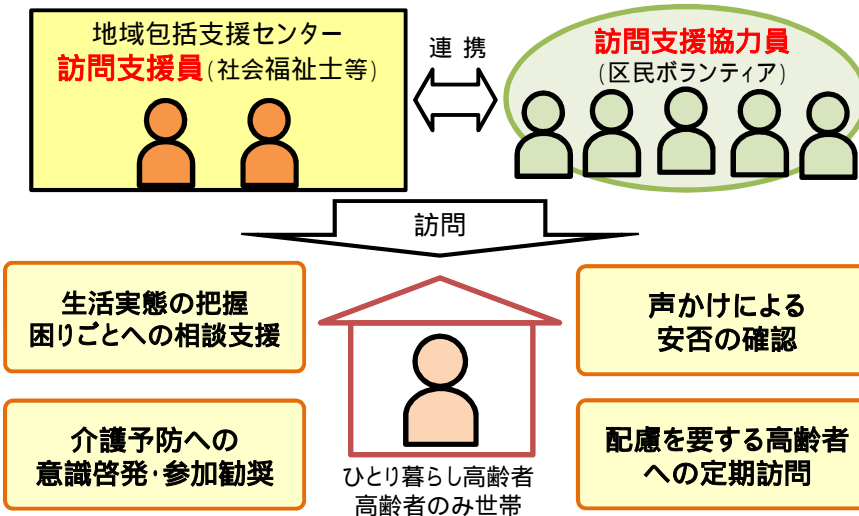 地域包括支援センター
訪問支援員(社会福祉士等)
連 携
訪問支援協力員
(区民ボランティア)
訪問
生活実態の把握
困りごとへの相談支援
声かけによる
安否の確認
介護予防への
意識啓発・参加勧奨
配慮を要する高齢者
への定期訪問
ひとり暮らし高齢者
高齢者のみ世帯